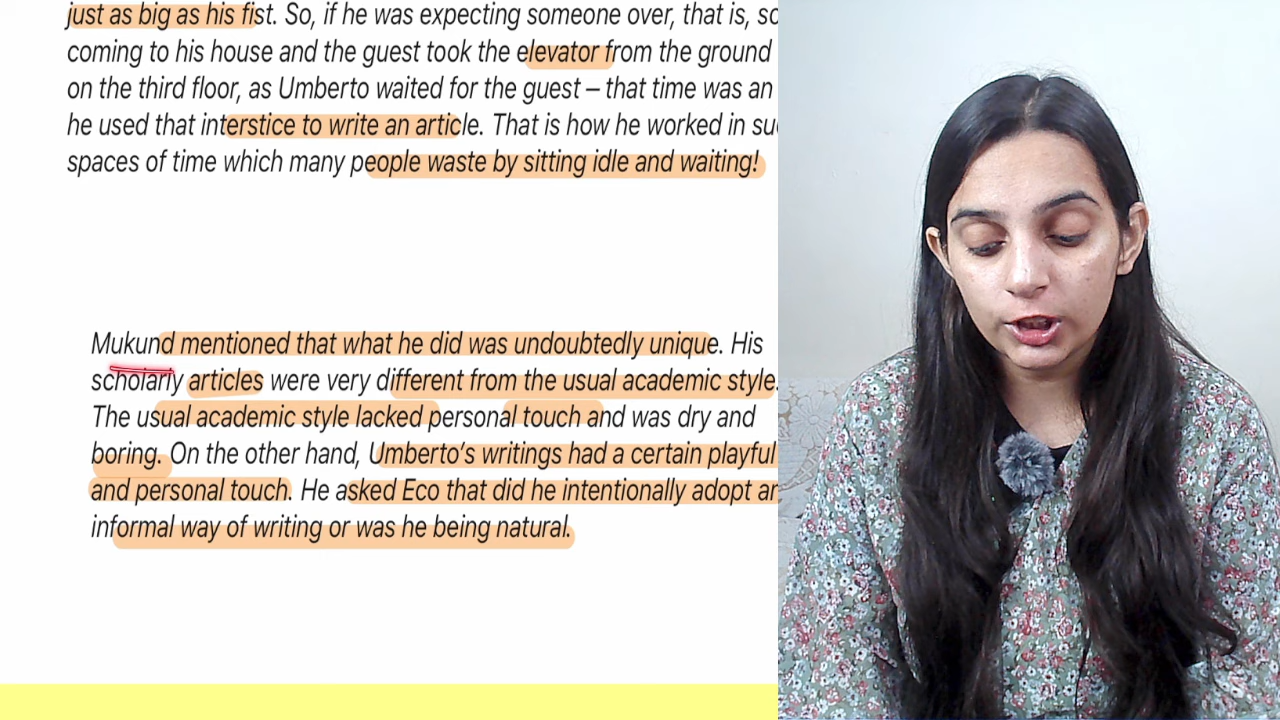 just as big as his fist. So, if he was expecting someone over, that is,
coming to his house and the guest took the elevator from the ground
on the third floor, as Umberto waited for the guest – that time was an
he used that interstice to write an article. That is how he worked in
spaces of time which many people waste by sitting idle and waiting!
Mukund mentioned that what he did was undoubtedly unique. His
scholarly articles were very different from the usual academic style.
The usual academic style lacked personal touch and was dry and
boring. On the other hand, Umberto's writings had a certain playful
and personal touch. He asked Eco that did he intentionally adopt
informal way of writing or was he being natural.